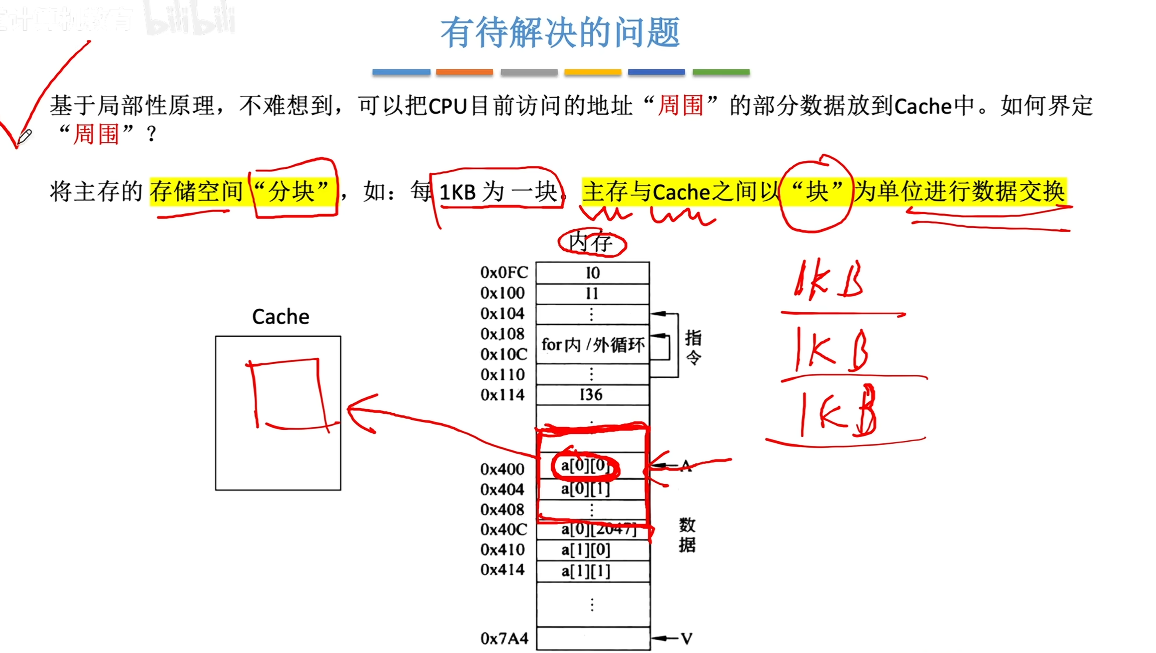 bilibili
有待解决的问题
基于局部性原理，不难想到，可以把CPU目前访问的地址“周围”的部分数据放到Cache中。如何界定
“周围”？
将主存的 存储空间“分块”，如：每 1KB 为 一块。主存与Cache之间以“块”为单位进行数据交换
内存
0x0FC I0
0x100 I1
0x104 ⋮
0x108
for内 /外循环
0x10C
0x110 ⋮
0x114 I36
指令
⋮
0x400 a[0][0] A
0x404 a[0][1]
0x408 ⋮
0x40C a[0][2047]
0x410 a[1][0]
0x414 a[1][1]
数据
⋮
0x7A4 V
Cache
1KB
1KB
1KB